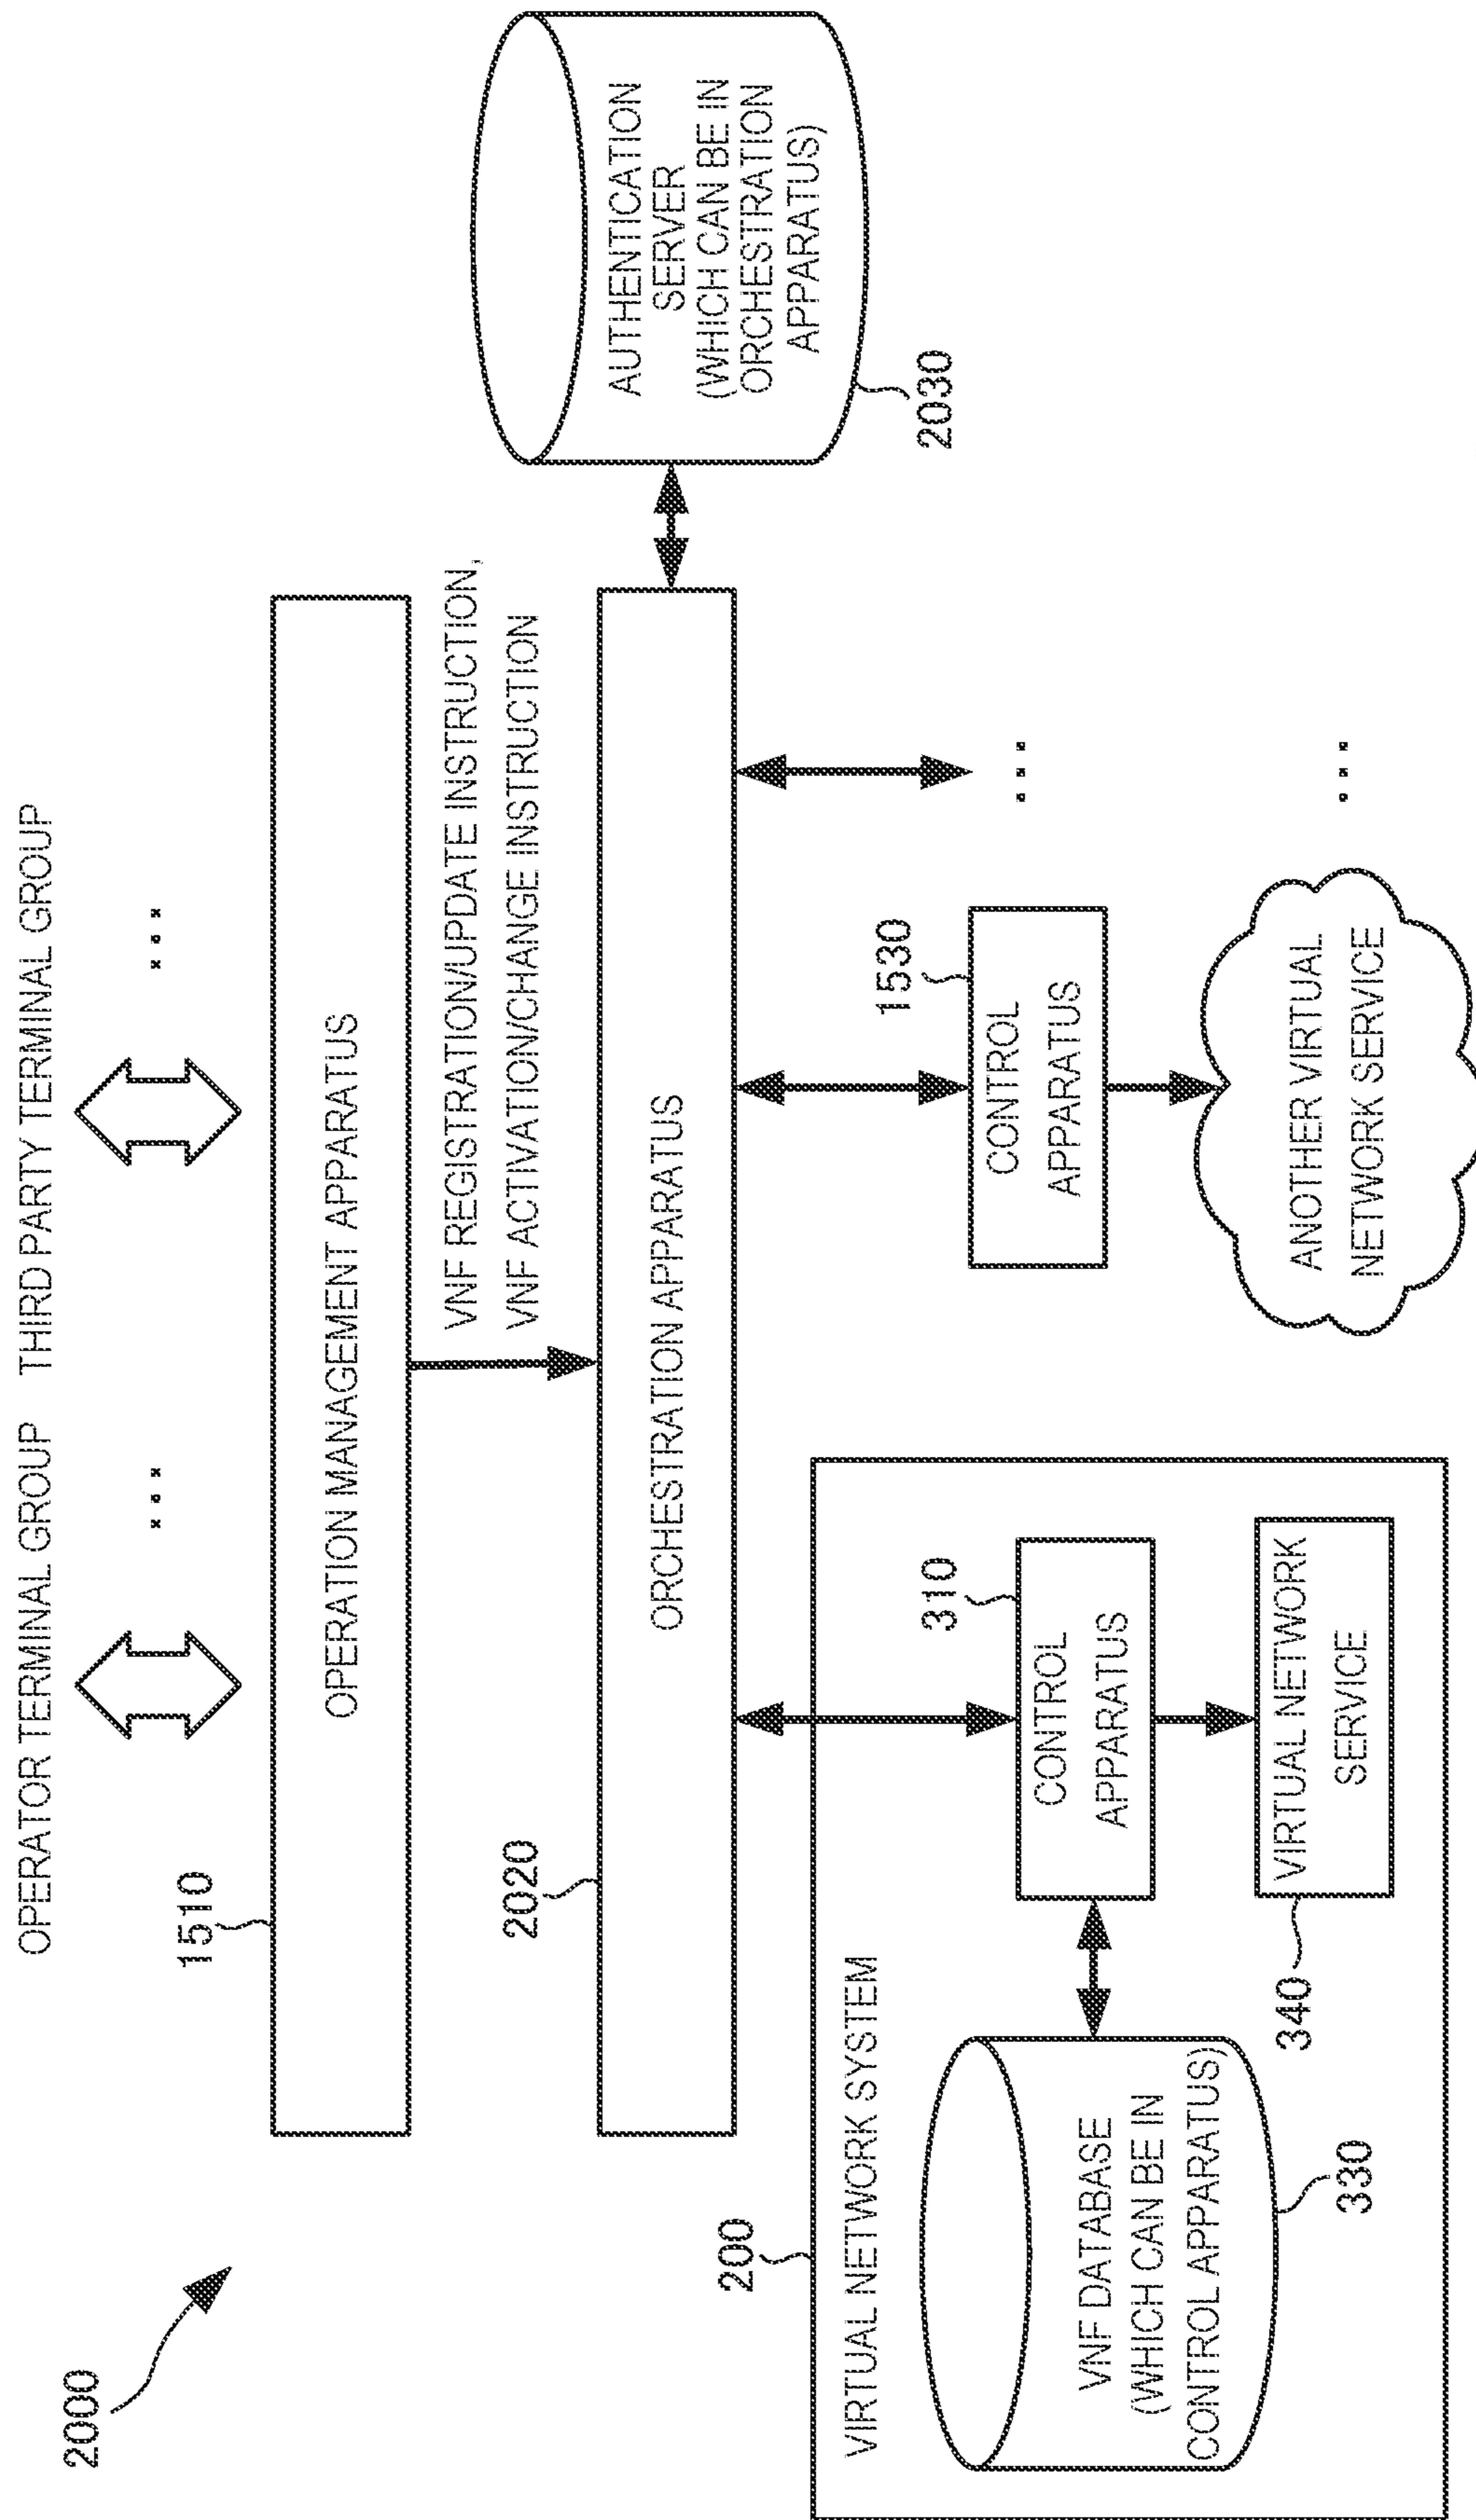 2000
OPERATOR TERMINAL GROUP
THIRD PARTY TERMINAL GROUP
...
...
1510
OPERATION MANAGEMENT APPARATUS
VNF REGISTRATION/UPDATE INSTRUCTION,
VNF ACTIVATION/CHANGE INSTRUCTION
2020
ORCHESTRATION APPARATUS
AUTHENTICATION
SERVER
(WHICH CAN BE IN
ORCHESTRATION
APPARATUS)
2030
200
VIRTUAL NETWORK SYSTEM
VNF DATABASE
(WHICH CAN BE IN
CONTROL APPARATUS)
330
310
CONTROL
APPARATUS
340
VIRTUAL NETWORK
SERVICE
1530
CONTROL
APPARATUS
...
ANOTHER VIRTUAL
NETWORK SERVICE
...